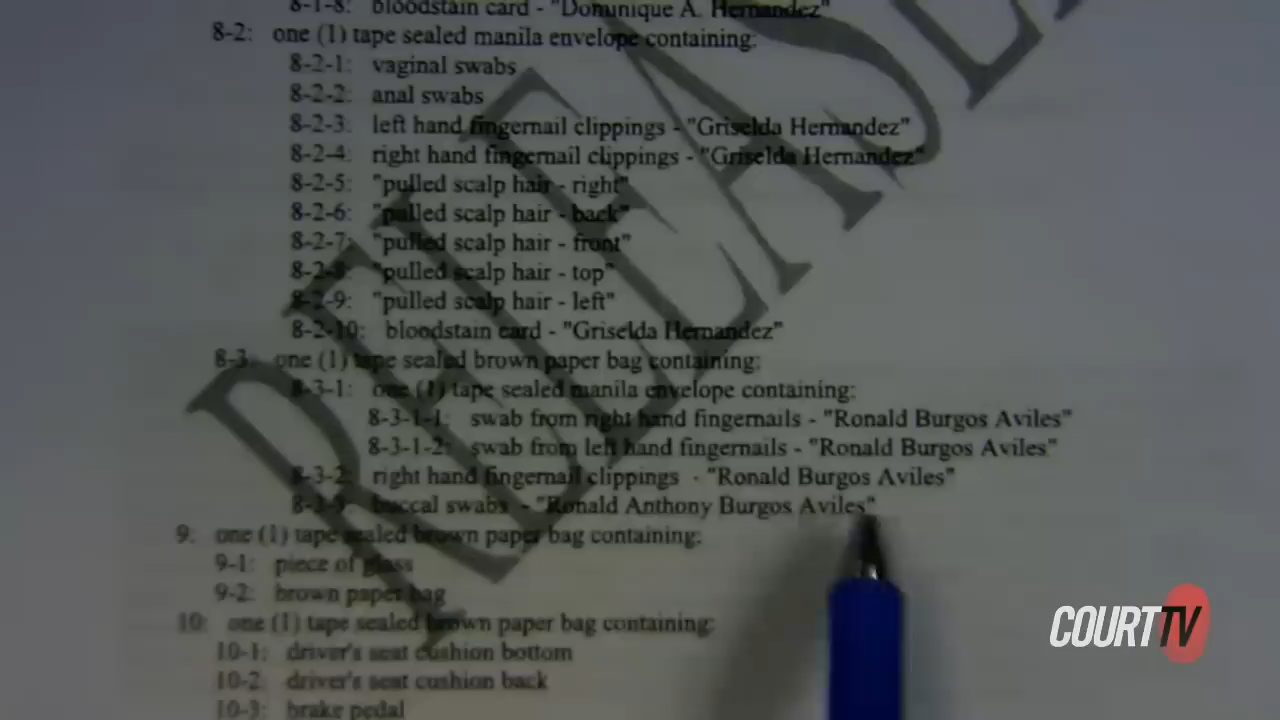 8-1-8: bloodstain card - "Domunique A. Hernandez"
8-2: one (1) tape sealed manila envelope containing:
8-2-1: vaginal swabs
8-2-2: anal swabs
8-2-3: left hand fingernail clippings - "Griselda Hernandez"
8-2-4: right hand fingernail clippings - "Griselda Hernandez"
8-2-5: "pulled scalp hair - right"
8-2-6: "pulled scalp hair - back"
8-2-7: "pulled scalp hair - front"
8-2-8: "pulled scalp hair - top"
8-2-9: "pulled scalp hair - left"
8-2-10: bloodstain card - "Griselda Hernandez"
8-3: one (1) tape sealed brown paper bag containing:
8-3-1: one (1) tape sealed manila envelope containing:
8-3-1-1: swab from right hand fingernails - "Ronald Burgos Aviles"
8-3-1-2: swab from left hand fingernails - "Ronald Burgos Aviles"
8-3-2: right hand fingernail clippings - "Ronald Burgos Aviles"
8-3-3: buccal swabs - "Ronald Anthony Burgos Aviles"
9: one (1) tape sealed brown paper bag containing:
9-1: piece of glass
9-2: brown paper bag
10: one (1) tape sealed brown paper bag containing:
10-1: driver's seat cushion bottom
10-2: driver's seat cushion back
10-3: brake pedal
RELEASE
COURT TV